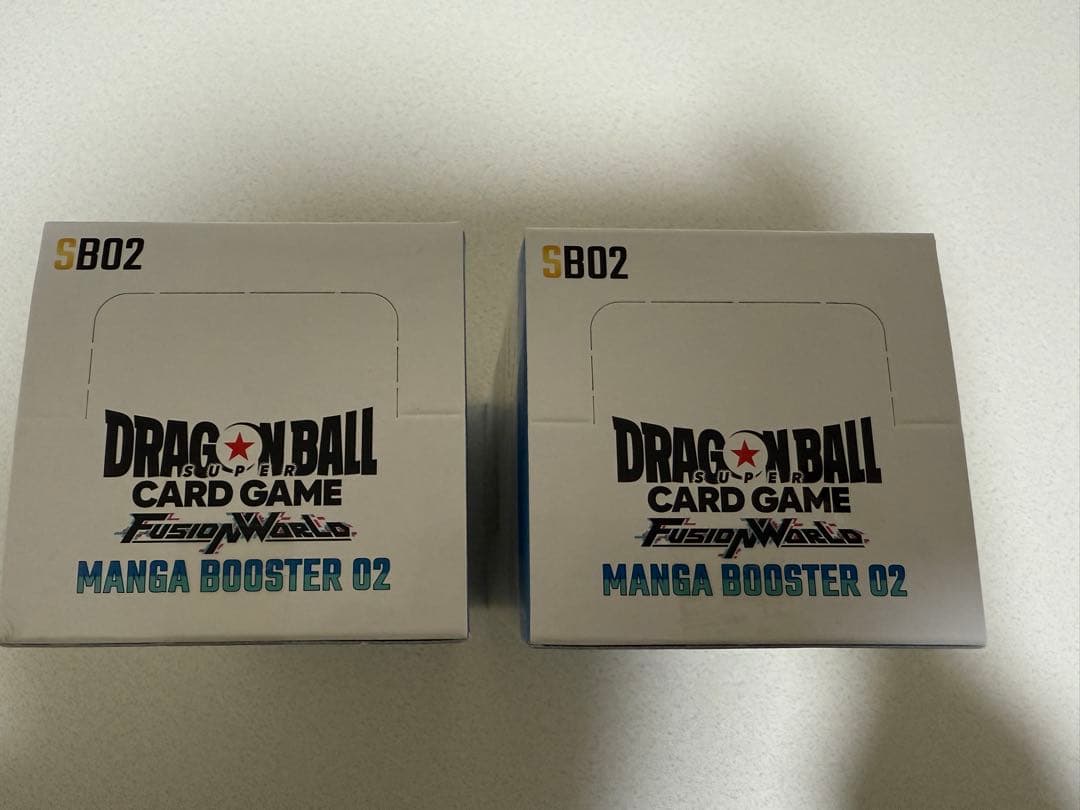 SB02
DRAGON BALL
SUPER
CARD GAME
FUSION WORLD
MANGA BOOSTER 02
SB02
DRAGON BALL
SUPER
CARD GAME
FUSION WORLD
MANGA BOOSTER 02